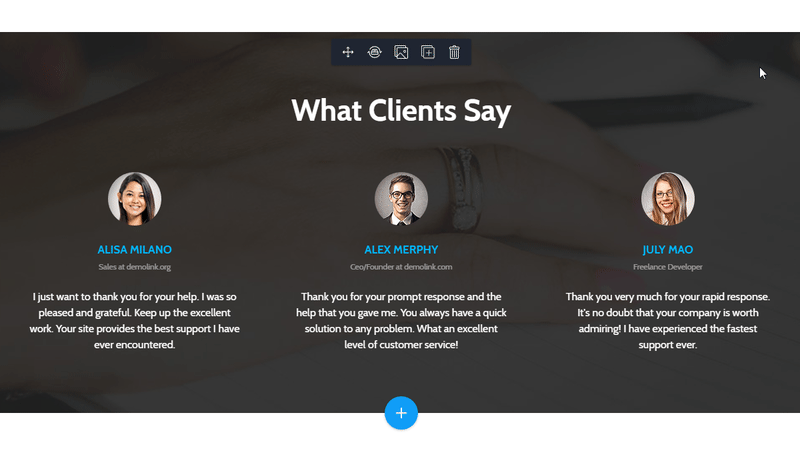 What Clients Say
ALISA MILANO
Sales at demolink.org
I just want to thank you for your help. I was so
pleased and grateful. Keep up the excellent
work. Your site provides the best support I have
ever encountered.
ALEX MERPHY
Ceo/Founder at demolink.com
Thank you for your prompt response and the
help that you gave me. You always have a quick
solution to any problem. What an excellent
level of customer service!
JULY MAO
Freelance Developer
Thank you very much for your rapid response.
It's no doubt that your company is worth
admiring! I have experienced the fastest
support ever.